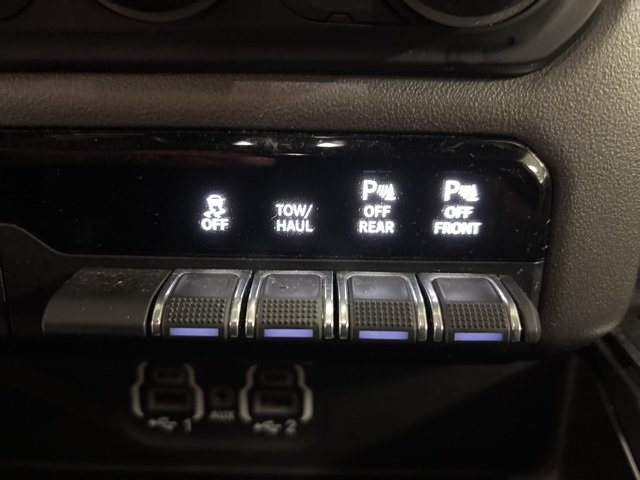 OFF
TOW/
HAUL
P
OFF
REAR
P
OFF
FRONT
1
AUX
2